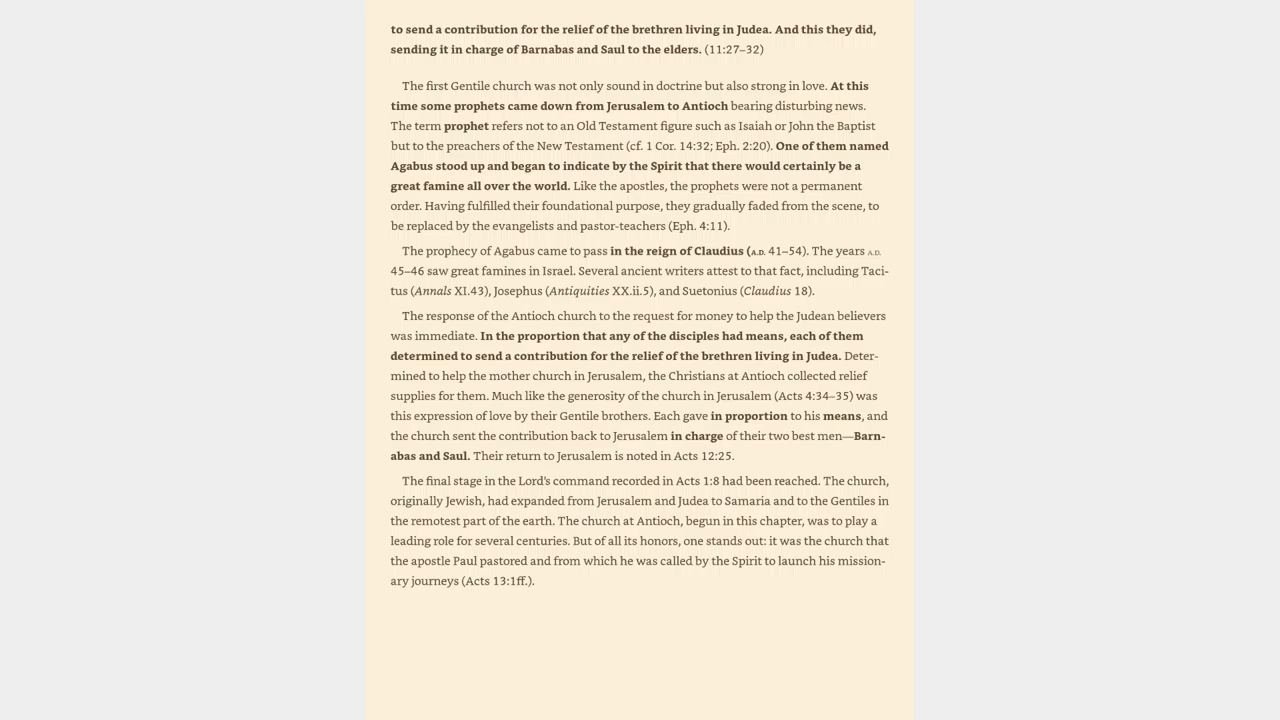 to send a contribution for the relief of the brethren living in Judea. And this they did,
sending it in charge of Barnabas and Saul to the elders. (11:27–32)
The first Gentile church was not only sound in doctrine but also strong in love. At this
time some prophets came down from Jerusalem to Antioch bearing disturbing news.
The term prophet refers not to an Old Testament figure such as Isaiah or John the Baptist
but to the preachers of the New Testament (cf. 1 Cor. 14:32; Eph. 2:20). One of them named
Agabus stood up and began to indicate by the Spirit that there would certainly be a
great famine all over the world. Like the apostles, the prophets were not a permanent
order. Having fulfilled their foundational purpose, they gradually faded from the scene, to
be replaced by the evangelists and pastor-teachers (Eph. 4:11).
The prophecy of Agabus came to pass in the reign of Claudius (A.D. 41–54). The years A.D.
45–46 saw great famines in Israel. Several ancient writers attest to that fact, including Taci-
tus (Annals XI.43), Josephus (Antiquities XX.ii.5), and Suetonius (Claudius 18).
The response of the Antioch church to the request for money to help the Judean believers
was immediate. In the proportion that any of the disciples had means, each of them
determined to send a contribution for the relief of the brethren living in Judea. Deter-
mined to help the mother church in Jerusalem, the Christians at Antioch collected relief
supplies for them. Much like the generosity of the church in Jerusalem (Acts 4:34–35) was
this expression of love by their Gentile brothers. Each gave in proportion to his means, and
the church sent the contribution back to Jerusalem in charge of their two best men—Barn-
abas and Saul. Their return to Jerusalem is noted in Acts 12:25.
The final stage in the Lord's command recorded in Acts 1:8 had been reached. The church,
originally Jewish, had expanded from Jerusalem and Judea to Samaria and to the Gentiles in
the remotest part of the earth. The church at Antioch, begun in this chapter, was to play a
leading role for several centuries. But of all its honors, one stands out: it was the church that
the apostle Paul pastored and from which he was called by the Spirit to launch his mission-
ary journeys (Acts 13:1ff.).